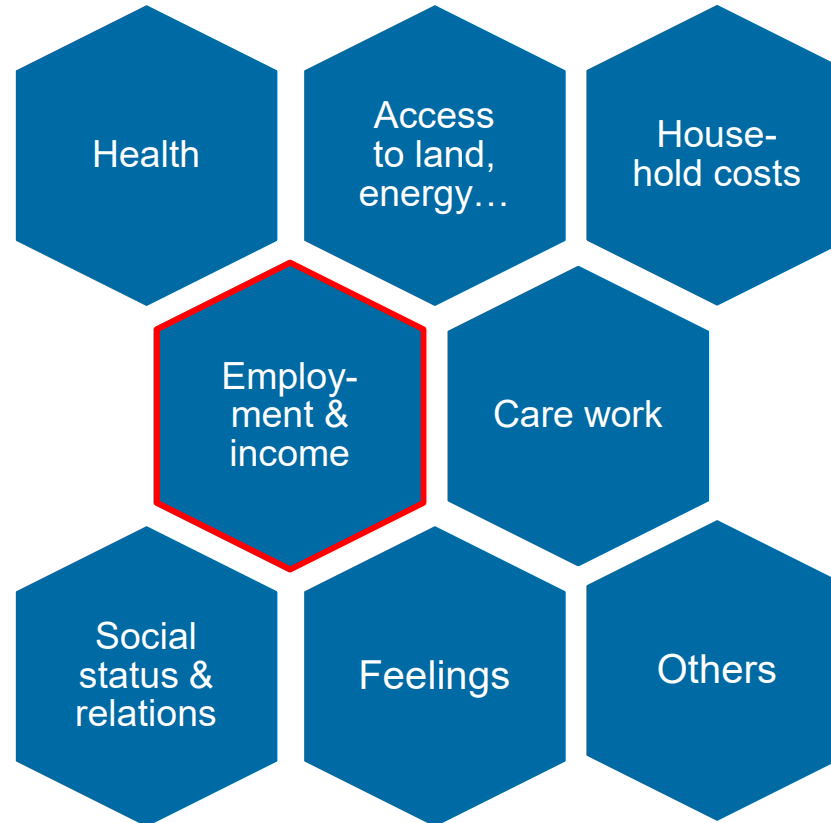 Health
Access
to land,
energy…
House-
hold costs
Employ-
ment &
income
Care work
Social
status &
relations
Feelings
Others